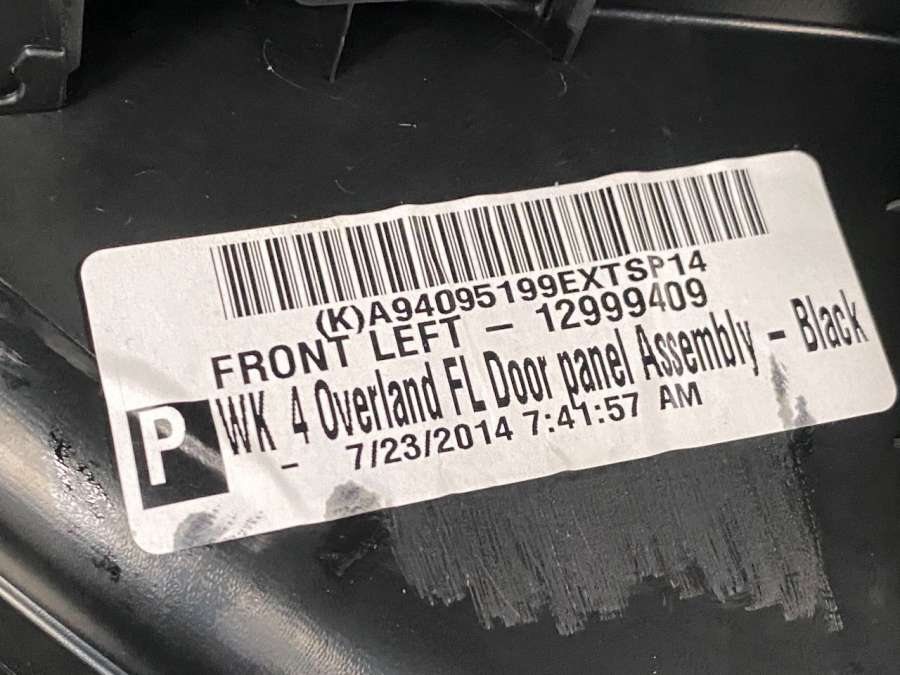 (K)A94095199EXTSP14
FRONT LEFT - 12999409
WK 4 Overland FL Door panel Assembly - Black
P
- 7/23/2014 7:41:57 AM